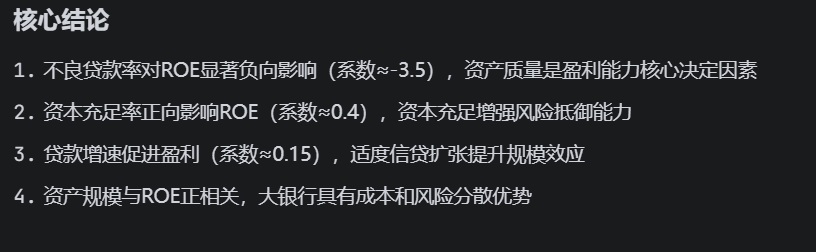 核心结论
1. 不良贷款率对ROE显著负向影响（系数≈-3.5），资产质量是盈利能力核心决定因素
2. 资本充足率正向影响ROE（系数≈0.4），资本充足增强风险抵御能力
3. 贷款增速促进盈利（系数≈0.15），适度信贷扩张提升规模效应
4. 资产规模与ROE正相关，大银行具有成本和风险分散优势